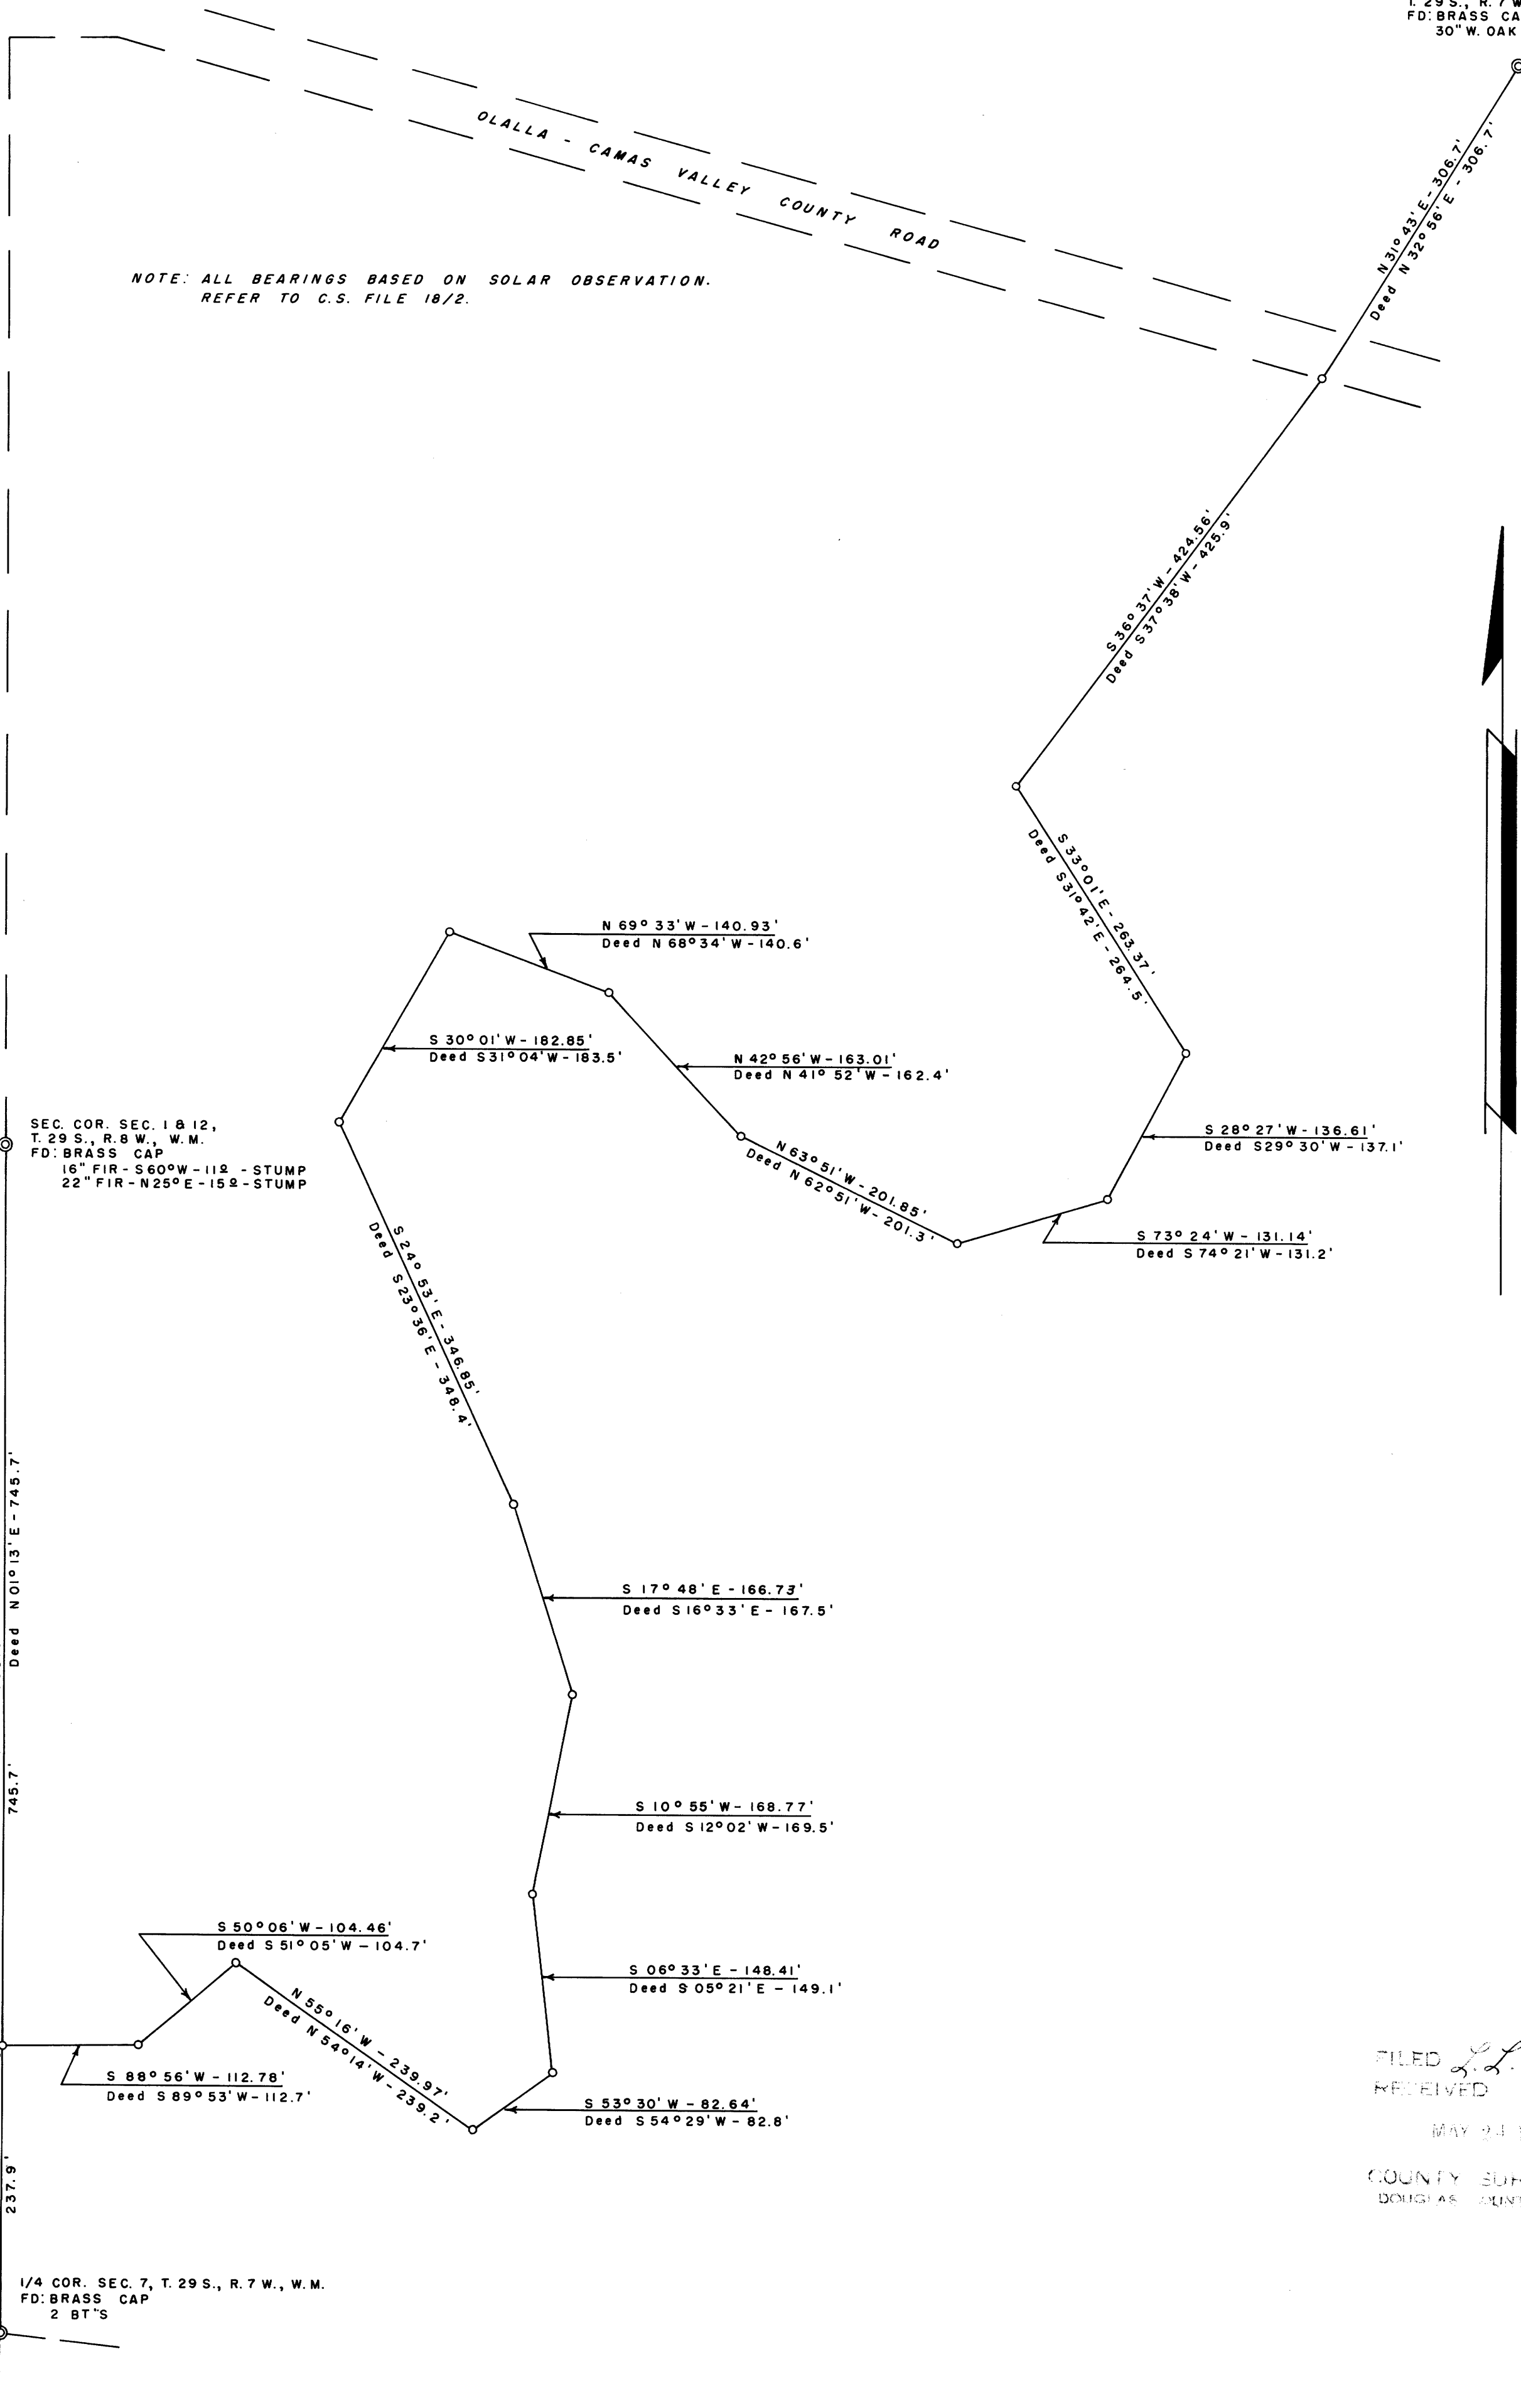 T. 29 S., R. 7 W
FD: BRASS CA
30" W. OAK
OLALLA - CAMAS VALLEY COUNTY ROAD
N 31° 43' E - 306.7'
Deed N 32° 56' E - 306.7'
NOTE: ALL BEARINGS BASED ON SOLAR OBSERVATION.
REFER TO C.S. FILE 18/2.
S 36° 37' W - 424.56'
Deed S 37° 38' W - 425.9'
S 33° 01' E - 263.37'
Deed S 31° 42' E - 264.5'
N 69° 33' W - 140.93'
Deed N 68° 34' W - 140.6'
S 30° 01' W - 182.85'
Deed S 31° 04' W - 183.5'
N 42° 56' W - 163.01'
Deed N 41° 52' W - 162.4'
SEC. COR. SEC. 1 & 12,
T. 29 S., R. 8 W., W.M.
FD: BRASS CAP
16" FIR - S 60° W - 11⁰ - STUMP
22" FIR - N 25° E - 15⁰ - STUMP
S 28° 27' W - 136.61'
Deed S 29° 30' W - 137.1'
N 63° 51' W - 201.85'
Deed N 62° 51' W - 201.3'
S 73° 24' W - 131.14'
Deed S 74° 21' W - 131.2'
S 24° 53' E - 346.85'
Deed S 23° 36' E - 348.4'
Deed N 01° 13' E - 745.7'
S 17° 48' E - 166.73'
Deed S 16° 33' E - 167.5'
745.7'
S 10° 55' W - 168.77'
Deed S 12° 02' W - 169.5'
S 50° 06' W - 104.46'
Deed S 51° 05' W - 104.7'
S 06° 33' E - 148.41'
Deed S 05° 21' E - 149.1'
N 55° 16' W - 239.97'
Deed N 54° 14' W - 239.2'
S 88° 56' W - 112.78'
Deed S 89° 53' W - 112.7'
S 53° 30' W - 82.64'
Deed S 54° 29' W - 82.8'
FILED L.L.
RECEIVED
MAY 24
COUNTY SUR
DOUGLAS OUNT
237.9'
1/4 COR. SEC. 7, T. 29 S., R. 7 W., W.M.
FD: BRASS CAP
2 BT"S